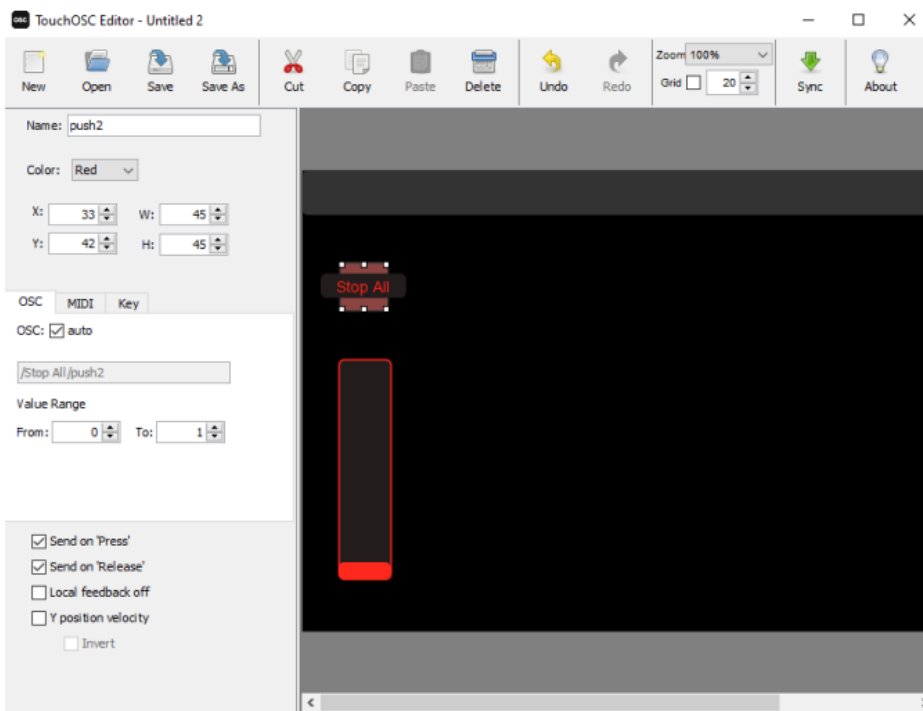 OSC TouchOSC Editor - Untitled 2
New Open Save Save As Cut Copy Paste Delete Undo Redo Zoom 100% Grid 20 Sync About
Name: push2
Color: Red
X: 33 W: 45
Y: 42 H: 45
OSC MIDI Key
OSC: auto
/Stop All/push2
Value Range
From: 0 To: 1
Send on 'Press'
Send on 'Release'
Local feedback off
Y position velocity
Invert
Stop All